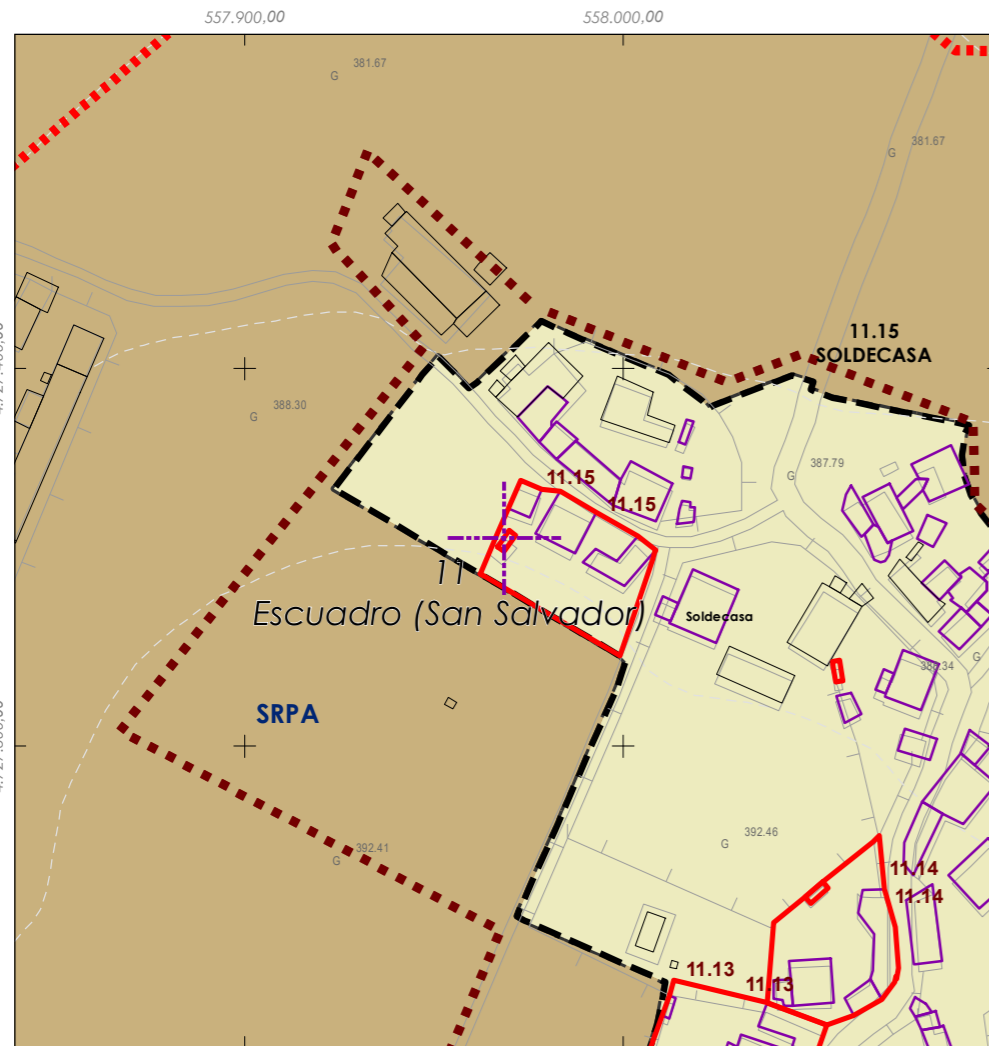 557.900,00
558.000,00
381.67
G
381.67
G
11.15
SOLDECASA
388.30
G
387.79
G
11.15
11.15
11
Escuadro (San Salvador)
Soldecasa
G
SRPA
392.46
G
392.41
G
11.14
11.14
11.13
11.13